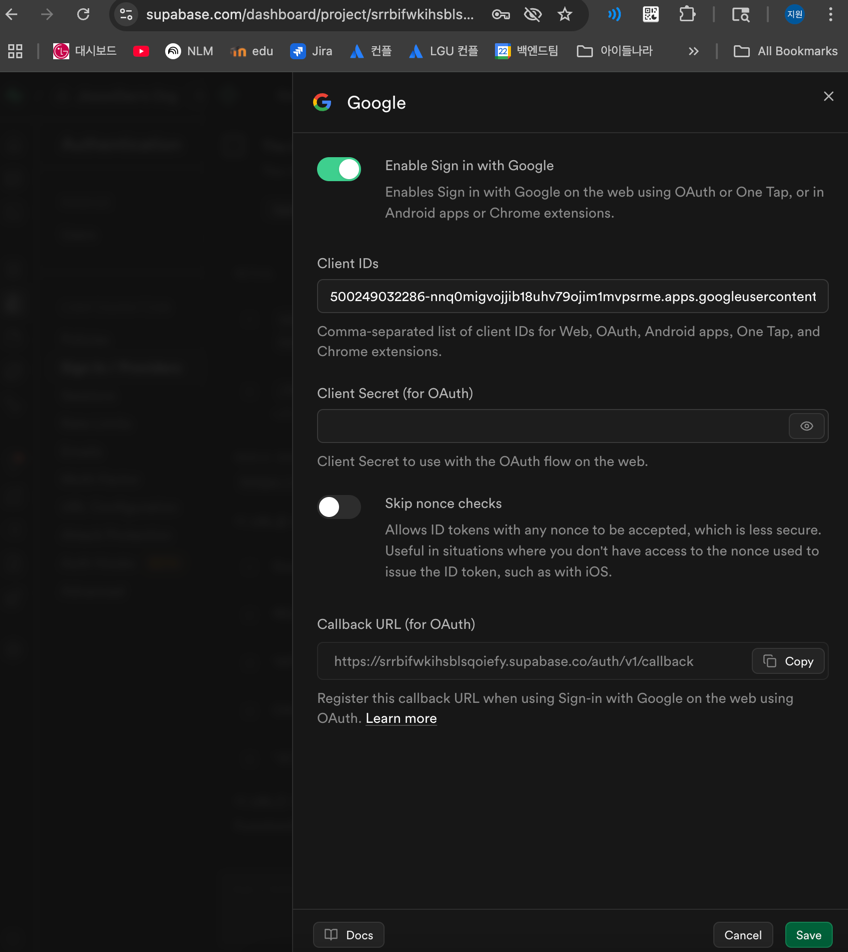 supabase.com/dashboard/project/srrbifwkihsbls...
지원
대시보드 NLM edu Jira 컨플 LGU 컨플 22 백엔드팀 아이들나라 » All Bookmarks
Google
Enable Sign in with Google
Enables Sign in with Google on the web using OAuth or One Tap, or in
Android apps or Chrome extensions.
Client IDs
500249032286-nnq0migvojjib18uhv79ojim1mvpsrme.apps.googleusercontent
Comma-separated list of client IDs for Web, OAuth, Android apps, One Tap, and
Chrome extensions.
Client Secret (for OAuth)
Client Secret to use with the OAuth flow on the web.
Skip nonce checks
Allows ID tokens with any nonce to be accepted, which is less secure.
Useful in situations where you don't have access to the nonce used to
issue the ID token, such as with iOS.
Callback URL (for OAuth)
https://srrbifwkihsblsqoiefy.supabase.co/auth/v1/callback Copy
Register this callback URL when using Sign-in with Google on the web using
OAuth. Learn more
Docs Cancel Save